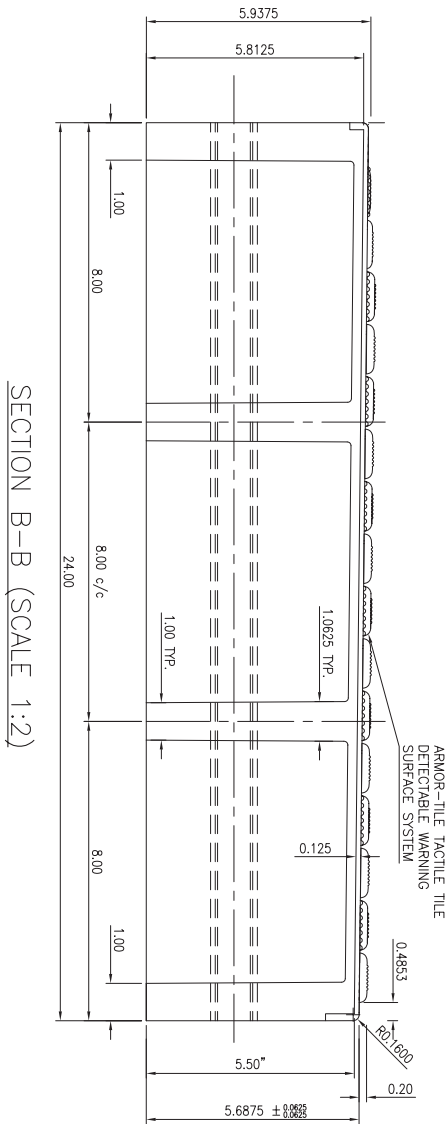 5.9375
5.8125
1.00
8.00
8.00 c/c
24.00
8.00
1.00
1.00 TYP.
1.0625 TYP.
ARMOR-TILE TACTILE TILE
DETECTABLE WARNING
SURFACE SYSTEM
0.125
0.4853
R0.1600
0.20
5.50"
5.6875 ± 0.0625
0.0625
SECTION B-B (SCALE 1:2)